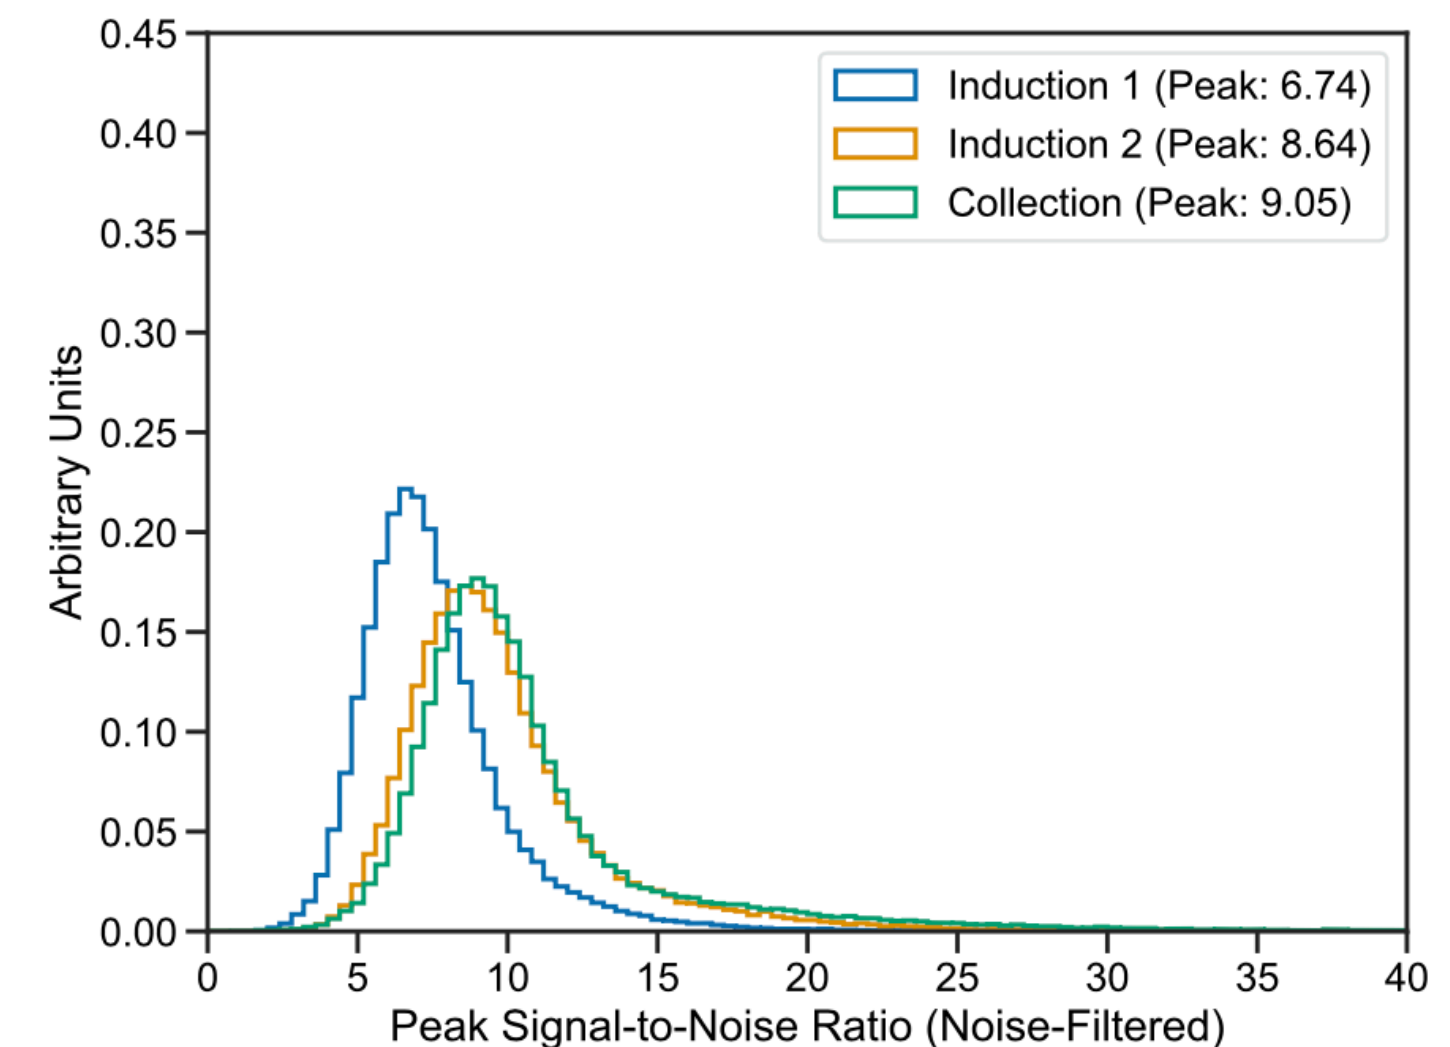 0.45
0.40
0.35
0.30
0.25
0.20
0.15
0.10
0.05
0.00
Arbitrary Units
Induction 1 (Peak: 6.74)
Induction 2 (Peak: 8.64)
Collection (Peak: 9.05)
0 5 10 15 20 25 30 35 40
Peak Signal-to-Noise Ratio (Noise-Filtered)